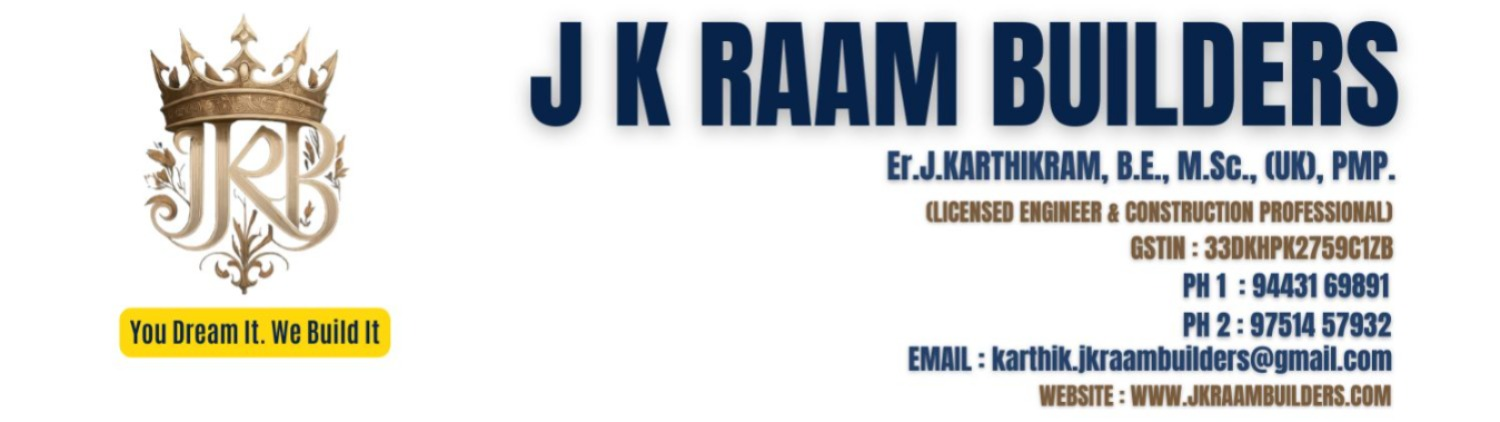 JRB
You Dream It. We Build It
J K RAAM BUILDERS
Er.J.KARTHIKRAM, B.E., M.Sc., (UK), PMP.
(LICENSED ENGINEER & CONSTRUCTION PROFESSIONAL)
GSTIN : 33DKHPK2759C1ZB
PH 1 : 94431 69891
PH 2 : 97514 57932
EMAIL : karthik.jkraambuilders@gmail.com
WEBSITE : WWW.JKRAAMBUILDERS.COM